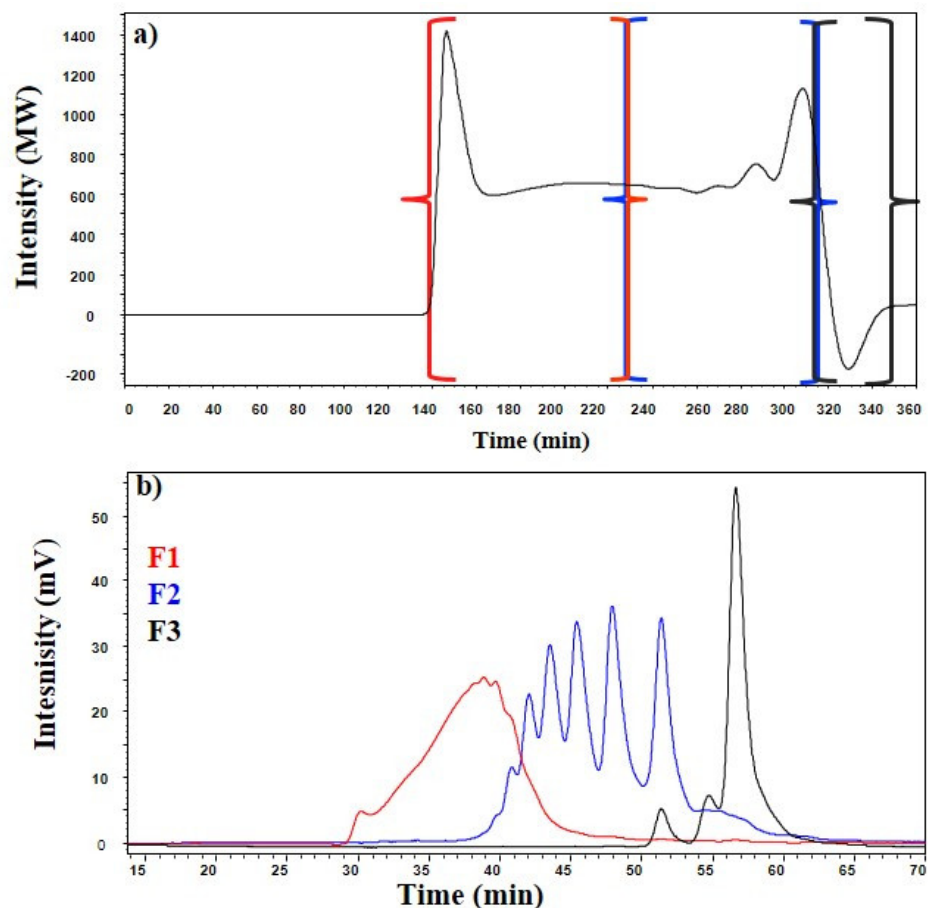 a)
Intensity (MW)
1400
1200
1000
800
600
400
200
0
-200
0 20 40 60 80 100 120 140 160 180 200 220 240 260 280 300 320 340 360
Time (min)
b)
F1
F2
F3
Intesnisity (mV)
50
40
30
20
10
0
15 20 25 30 35 40 45 50 55 60 65 70
Time (min)